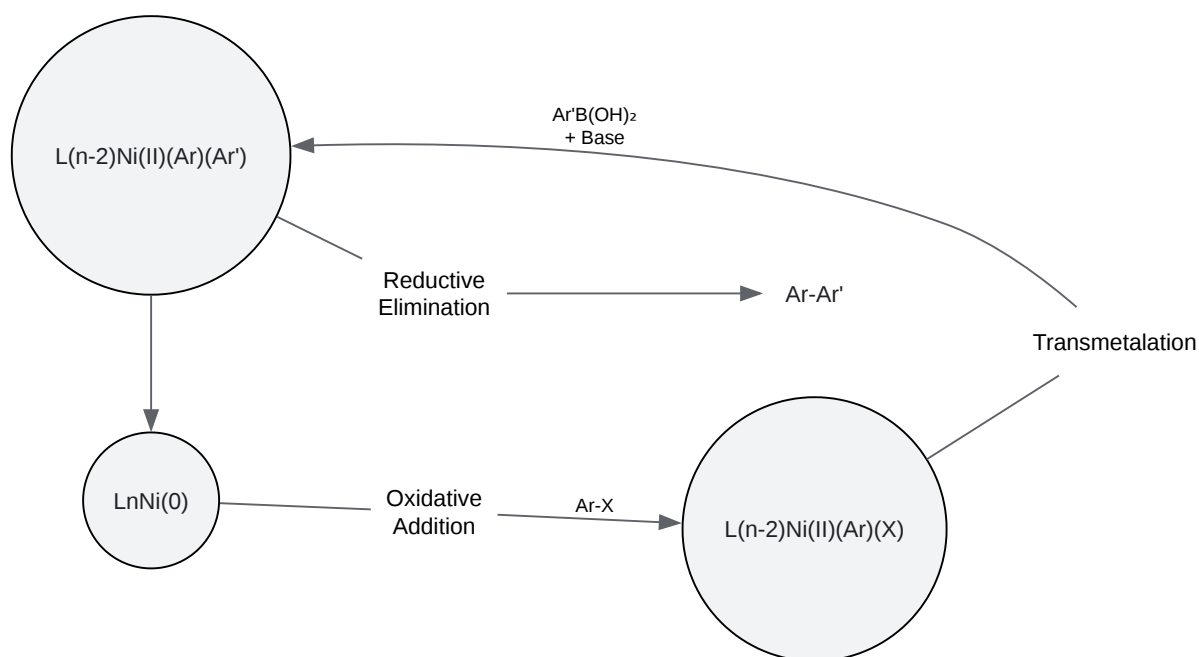 Ar'B(OH)₂
+ Base
L(n-2)Ni(II)(Ar)(Ar')
Reductive
Elimination
Ar-Ar'
Transmetalation
LnNi(0)
Oxidative
Addition
Ar-X
L(n-2)Ni(II)(Ar)(X)